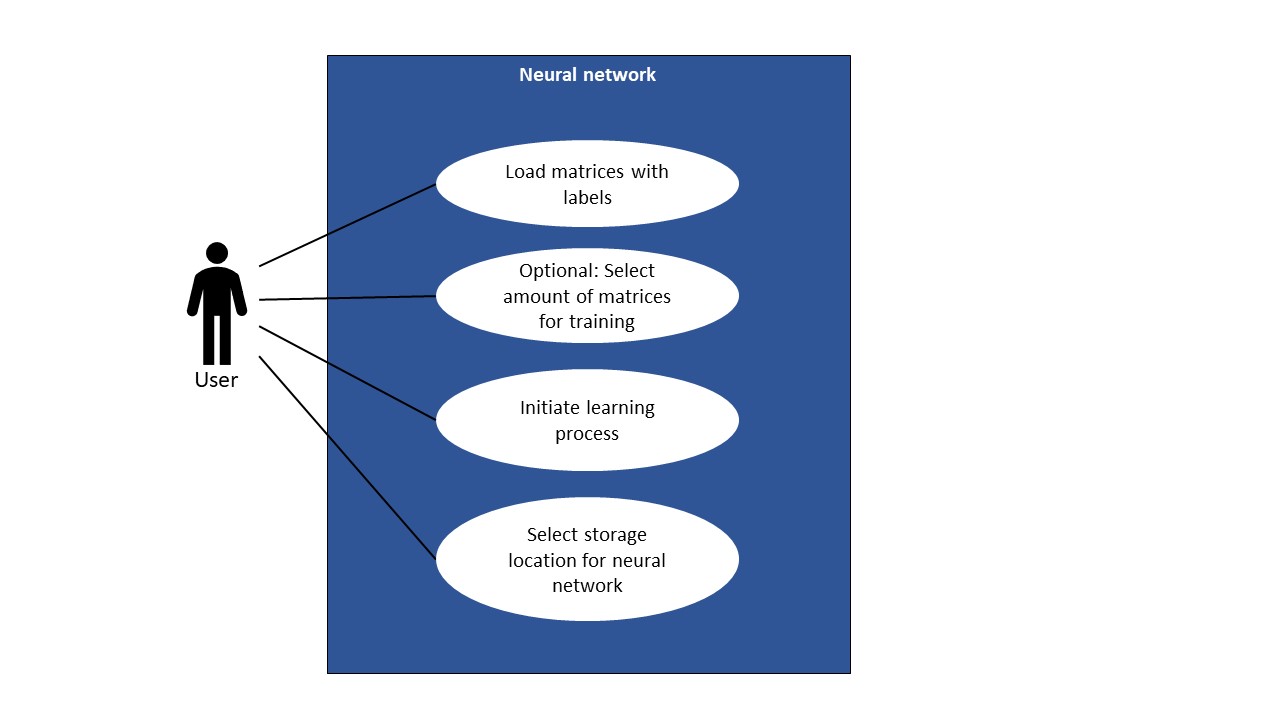 Neural network
Load matrices with
labels
Optional: Select
amount of matrices
for training
User
Initiate learning
process
Select storage
location for neural
network